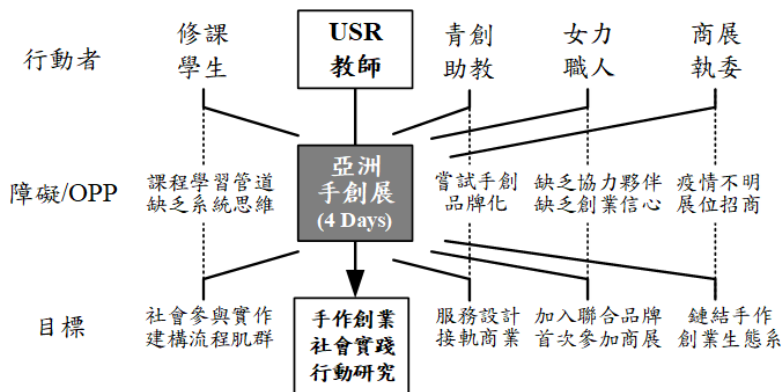 行動者
修課
學生
USR
教師
青創
助教
女力
職人
商展
執委
障礙/OPP
課程學習管道
缺乏系統思維
亞洲
手創展
(4 Days)
嘗試手創
品牌化
缺乏協力夥伴
缺乏創業信心
疫情不明
展位招商
目標
社會參與實作
建構流程肌群
手作創業
社會實踐
行動研究
服務設計
接軌商業
加入聯合品牌
首次參加商展
鏈結手作
創業生態系